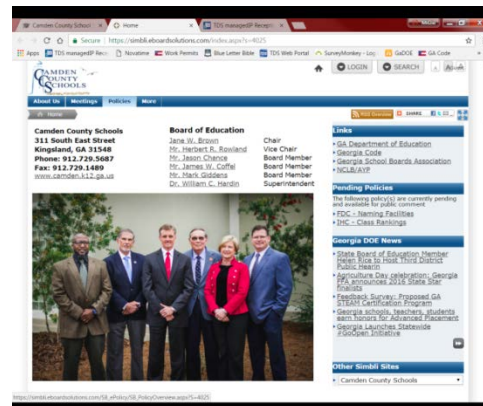 Camden County School
Home
TDS managedIP Recepti
Secure | https://simbli.eboardsolutions.com/index.aspx?s=4025
Apps TDS managedIP Rece Novatime Work Permits Blue Letter Bible TDS Web Portal SurveyMonkey - Log GaDOE GA Code
CAMDEN
COUNTY
SCHOOLS
LOGIN SEARCH
About Us Meetings Policies More
Home
SHARE
Camden County Schools
311 South East Street
Kingsland, GA 31548
Phone: 912.729.5687
Fax: 912.729.1489
www.camden.k12.ga.us
Board of Education
Jane W. Brown Chair
Mr. Herbert R. Rowland Vice Chair
Mr. Jason Chance Board Member
Mr. James W. Coffel Board Member
Mr. Mark Giddens Board Member
Dr. William C. Hardin Superintendent
Links
GA Department of Education
Georgia Code
Georgia School Boards Association
NCLB/AYP
Pending Policies
The following policy(s) are currently pending
and available for public comment
FDC - Naming Facilities
IHC - Class Rankings
Georgia DOE News
State Board of Education Member
Helen Rice to Host Third District
Public Hearin
Agriculture Day celebration: Georgia
FFA announces 2016 State Star
finalists
Feedback Survey: Proposed GA
STEAM Certification Program
Georgia schools, teachers, students
earn honors for Advanced Placement
Georgia Launches Statewide
#GoOpen Initiative
Other Simbli Sites
Camden County Schools
https://simbli.eboardsolutions.com/SB_ePolicy/SB_PolicyOverview.aspx?S=4025